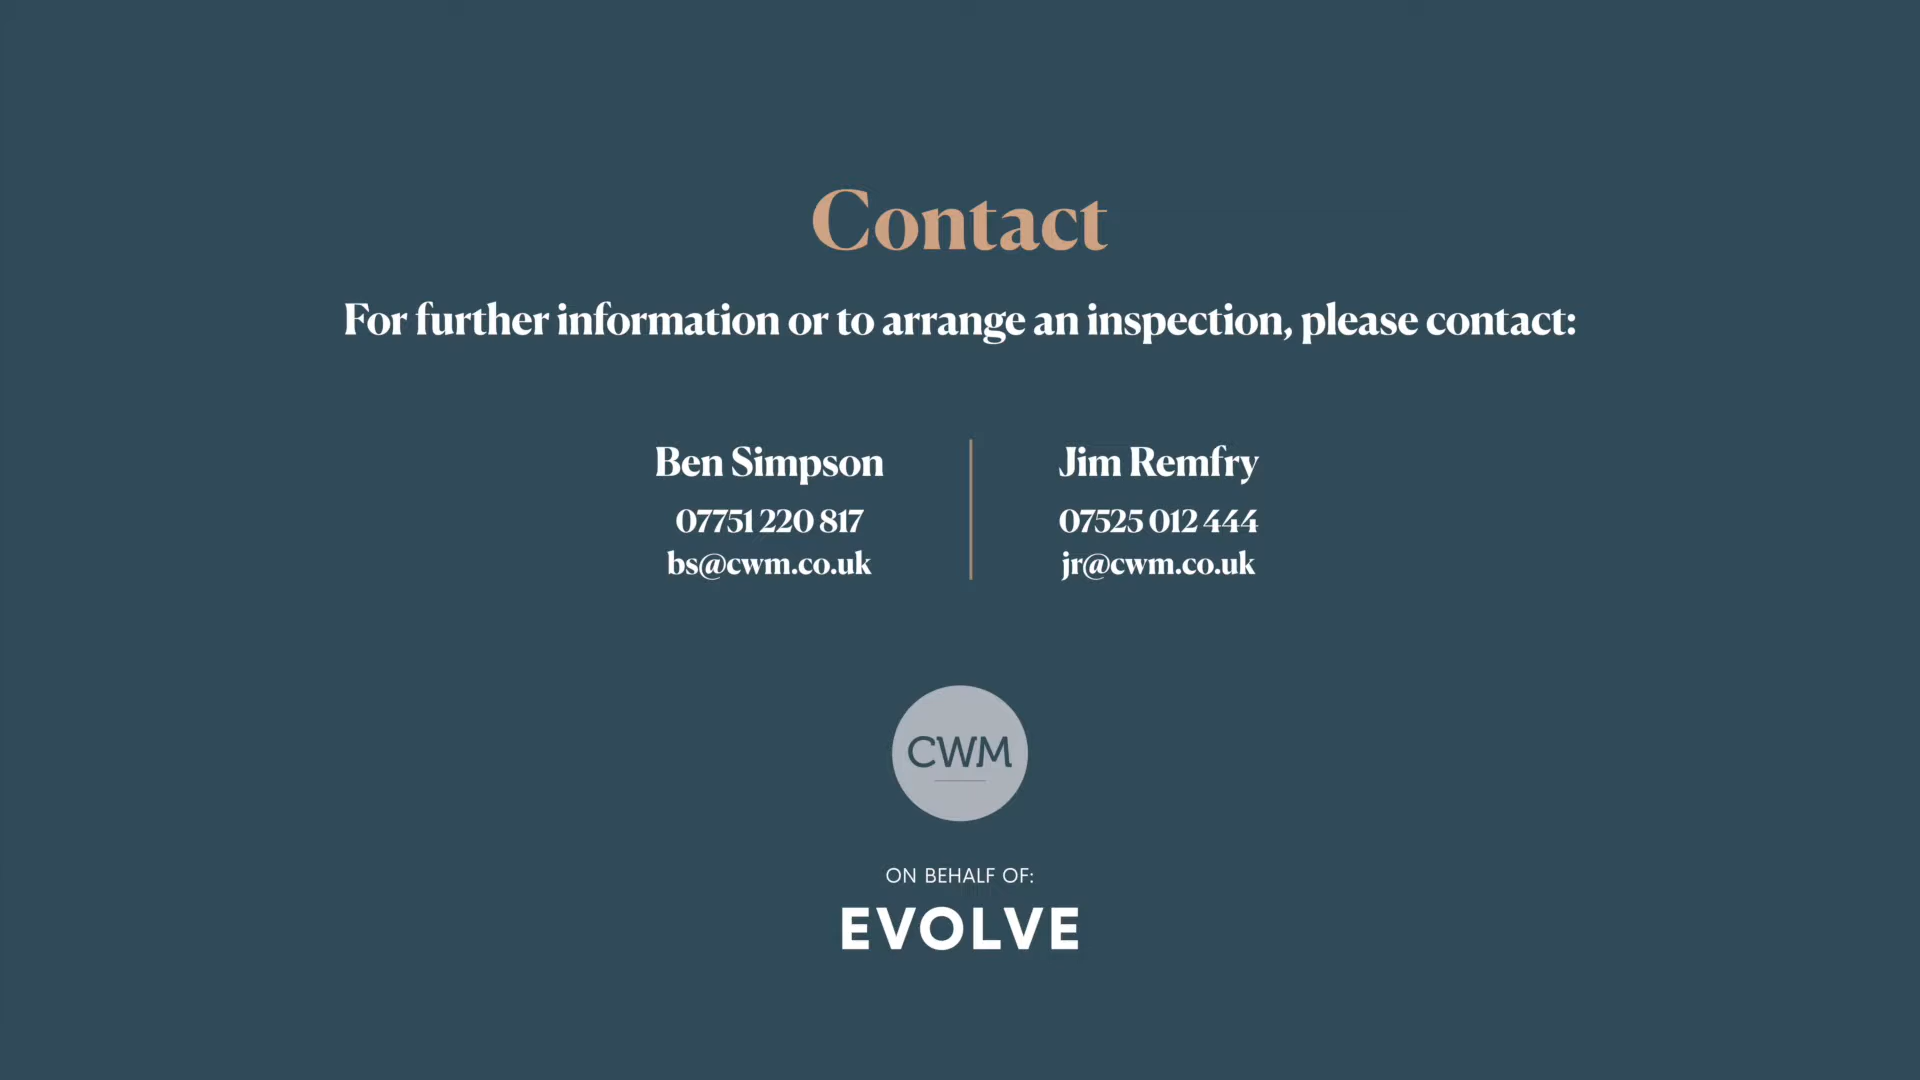 Contact
For further information or to arrange an inspection, please contact:
Ben Simpson
07751 220 817
bs@cwm.co.uk
Jim Remfry
07525 012 444
jr@cwm.co.uk
CWM
ON BEHALF OF:
EVOLVE